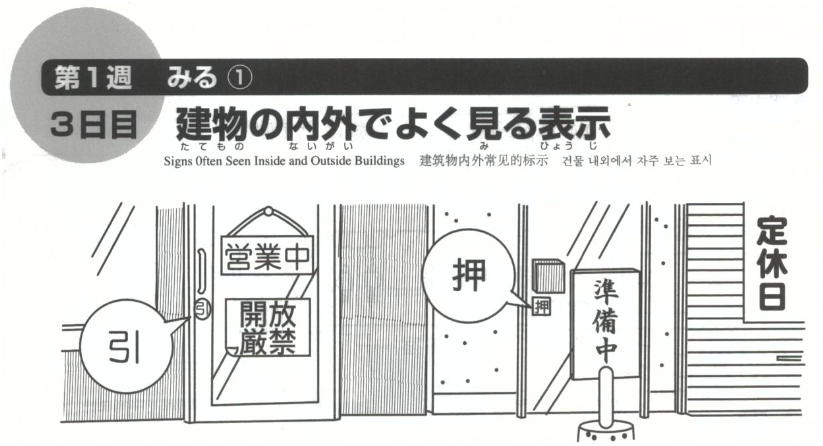 第1週 みる ①
3日目 建物の内外でよく見る表示
たてもの ないがい み ひょうじ
Signs Often Seen Inside and Outside Buildings 建筑物内外常见的标示 건물 내외에서 자주 보는 표시
営業中
引
開放
厳禁
引
押
押
準備中
定休日